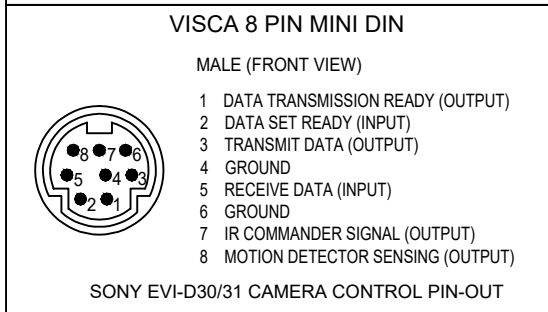 VISCA 8 PIN MINI DIN
MALE (FRONT VIEW)
1 DATA TRANSMISSION READY (OUTPUT)
2 DATA SET READY (INPUT)
3 TRANSMIT DATA (OUTPUT)
4 GROUND
5 RECEIVE DATA (INPUT)
6 GROUND
7 IR COMMANDER SIGNAL (OUTPUT)
8 MOTION DETECTOR SENSING (OUTPUT)
8 7 6
5 4 3
2 1
SONY EVI-D30/31 CAMERA CONTROL PIN-OUT